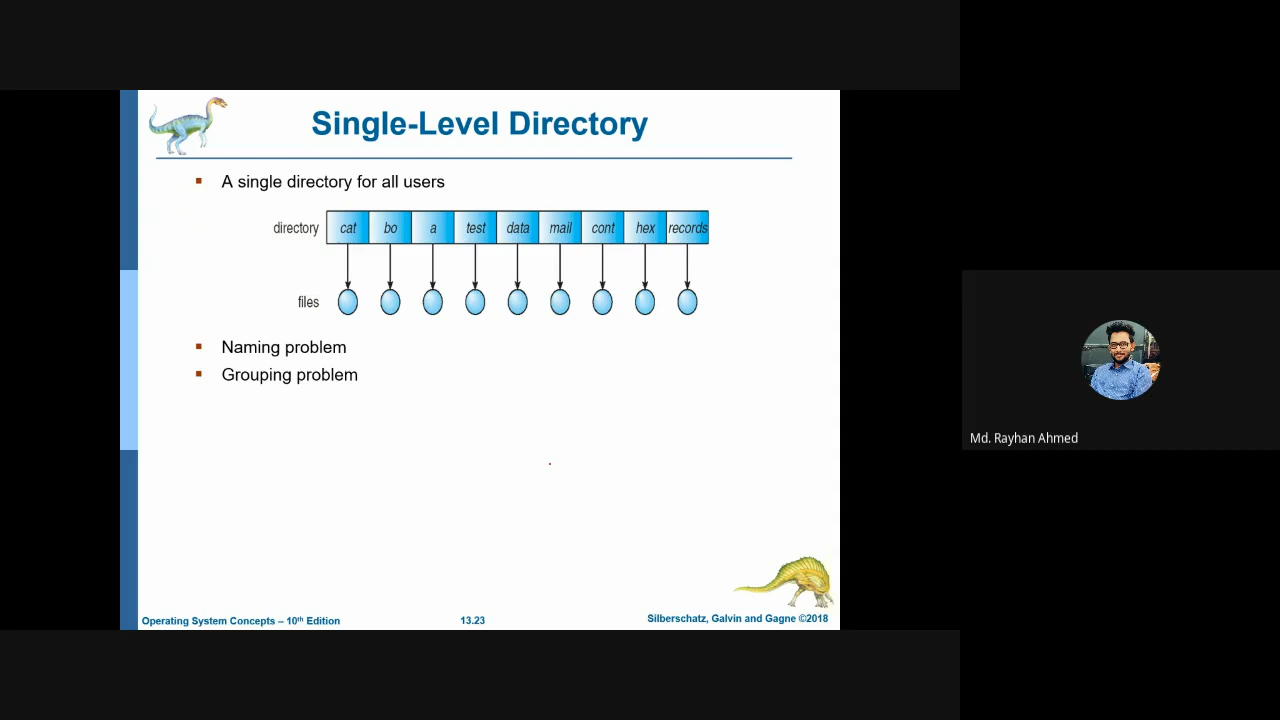 Single-Level Directory
A single directory for all users
directory cat bo a test data mail cont hex records
files
Naming problem
Grouping problem
Md. Rayhan Ahmed
Operating System Concepts – 10th Edition 13.23 Silberschatz, Galvin and Gagne ©2018